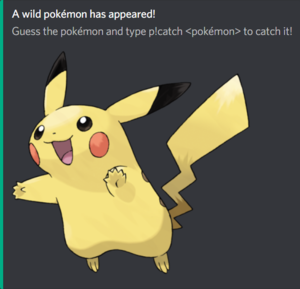 A wild pokémon has appeared!
Guess the pokémon and type p!catch <pokémon> to catch it!